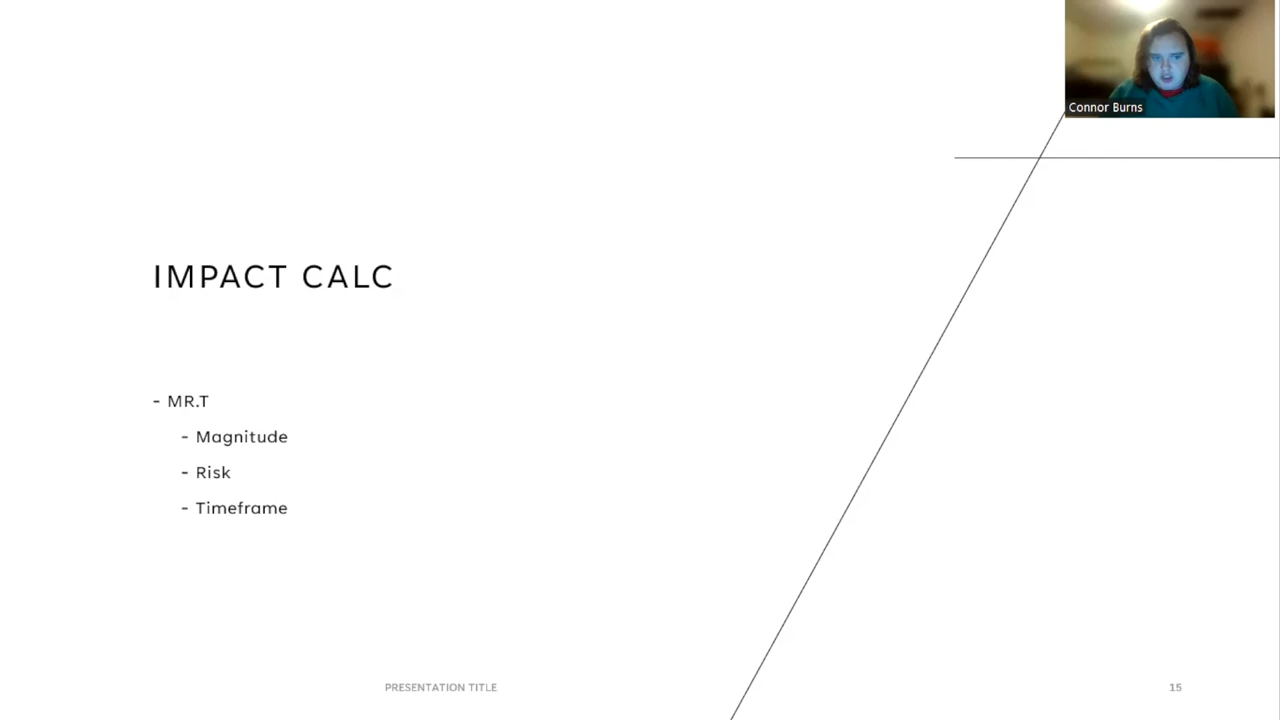 Connor Burns
IMPACT CALC
- MR.T
- Magnitude
- Risk
- Timeframe
PRESENTATION TITLE
15